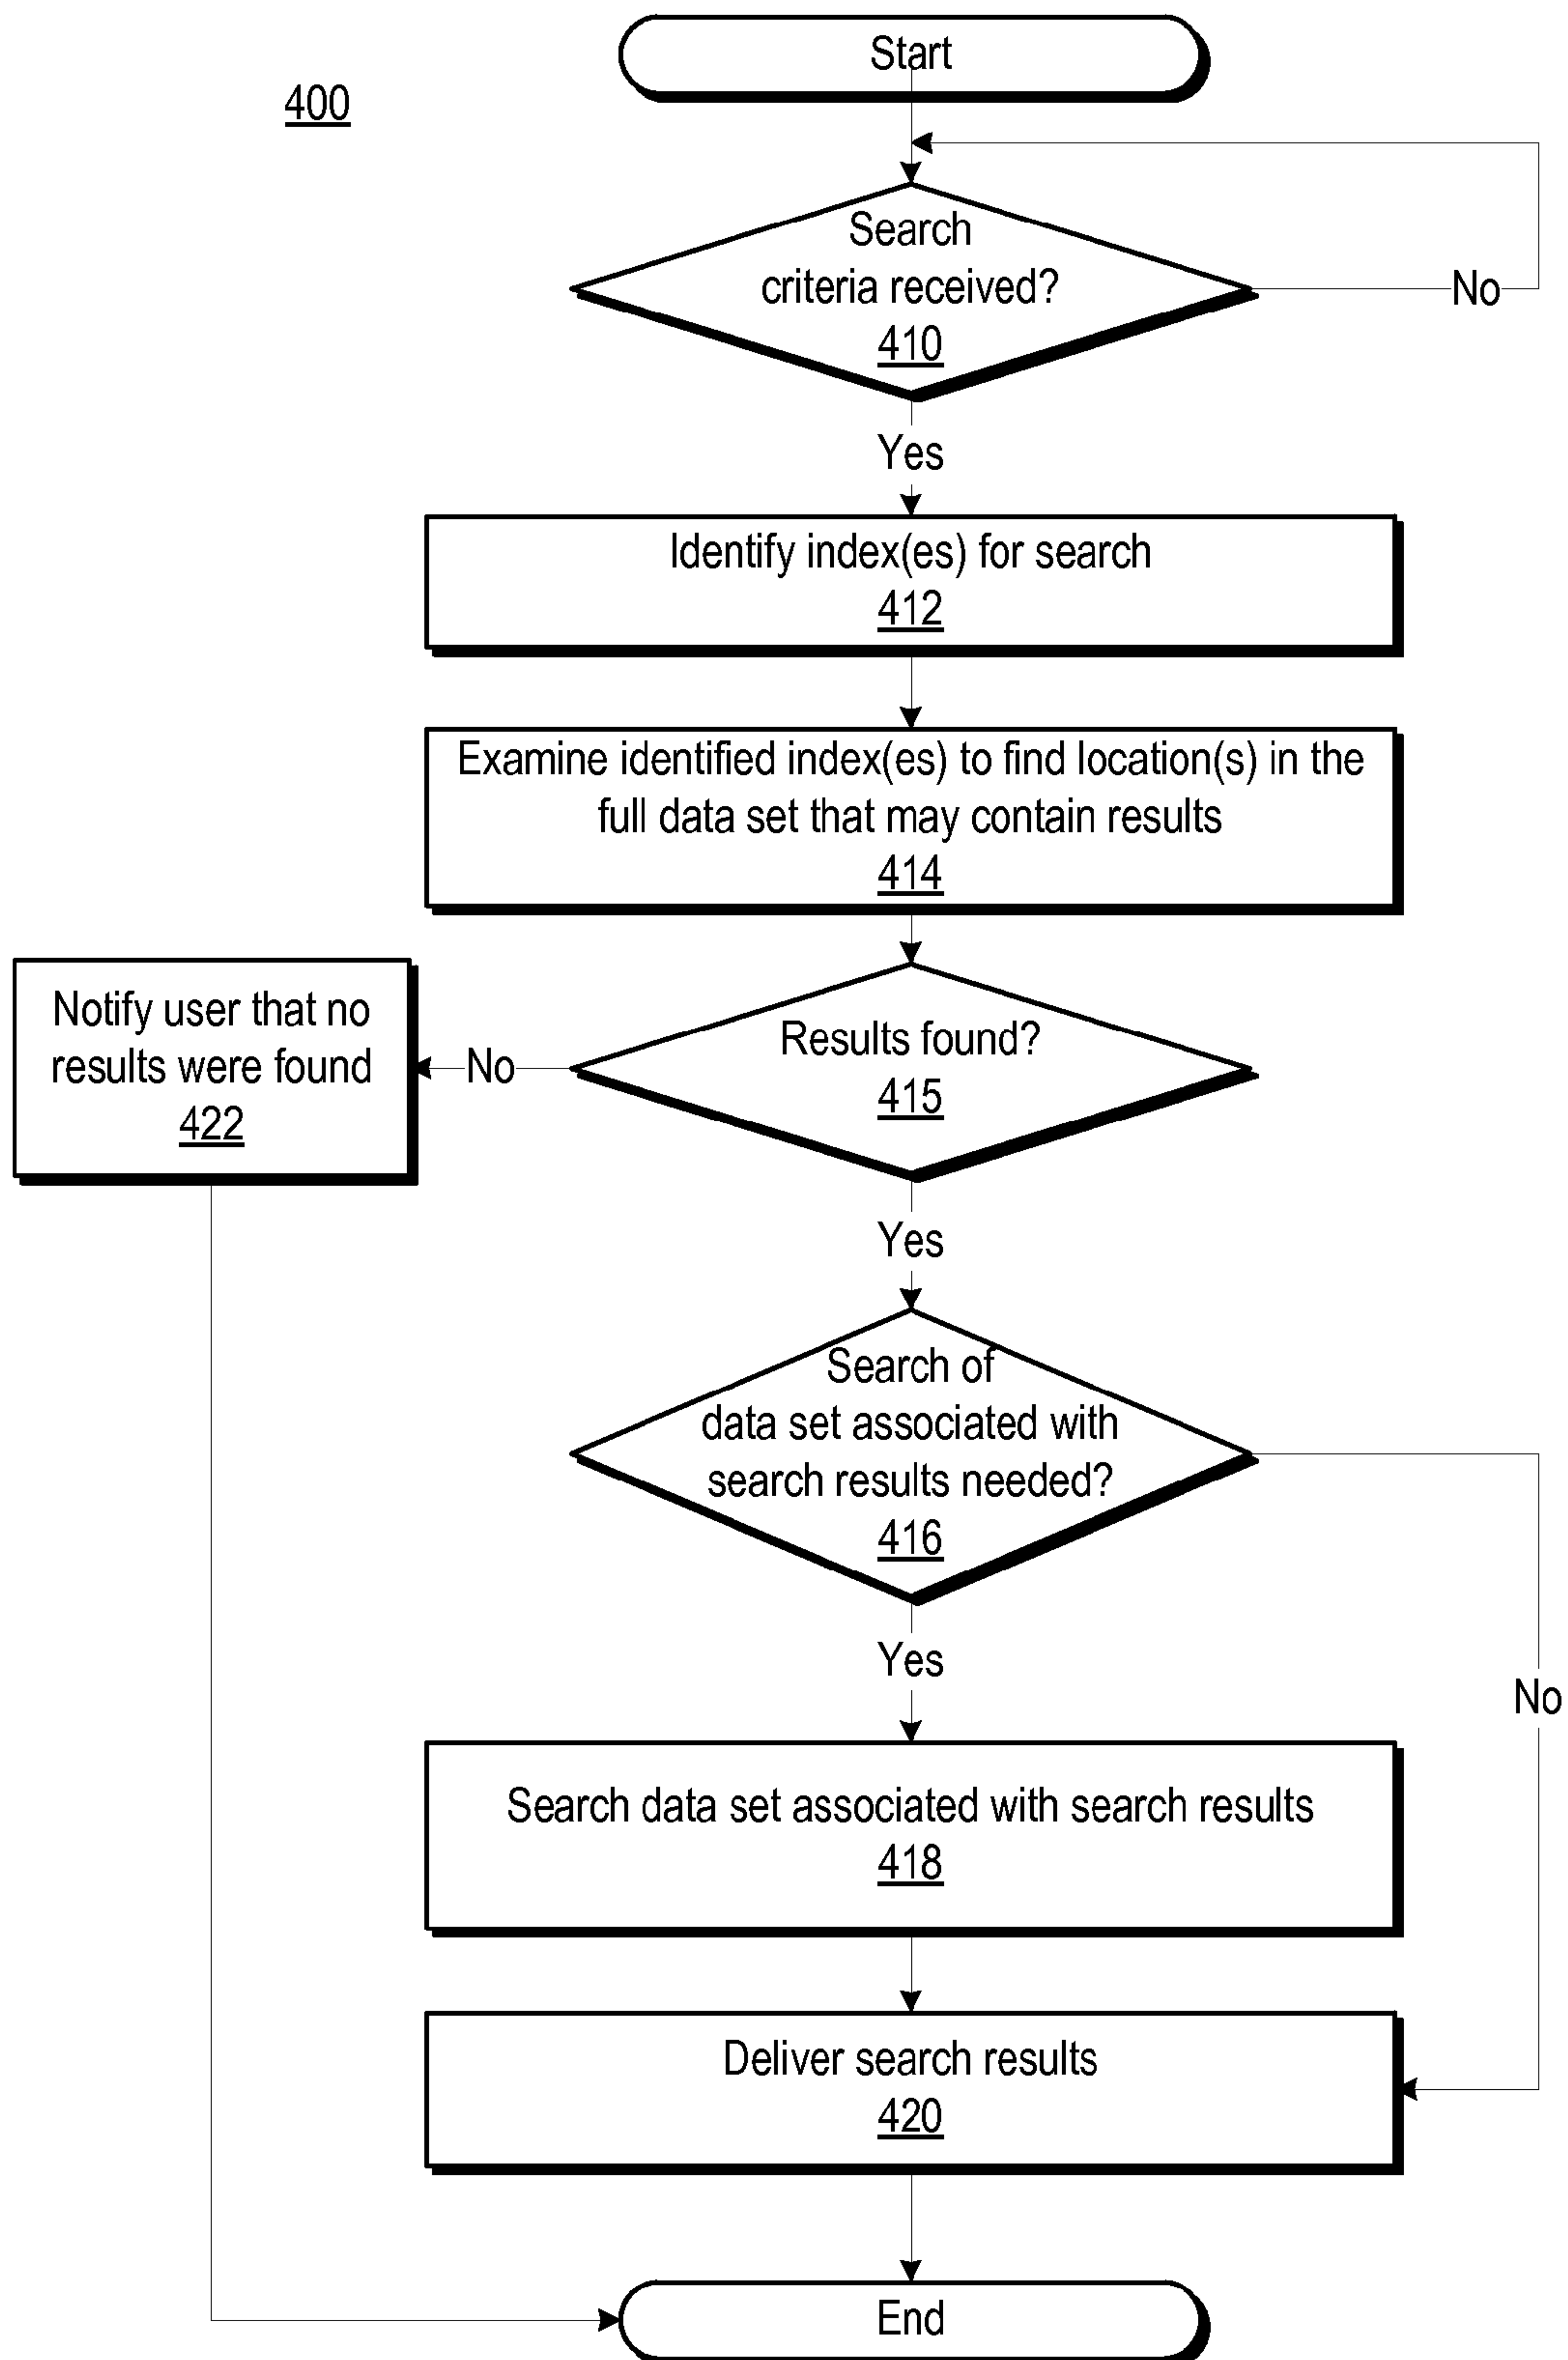 Start
400
Search
criteria received?
410
No
Yes
Identify index(es) for search
412
Examine identified index(es) to find location(s) in the
full data set that may contain results
414
Notify user that no
results were found
422
No
Results found?
415
Yes
Search of
data set associated with
search results needed?
416
Yes
No
Search data set associated with search results
418
Deliver search results
420
End